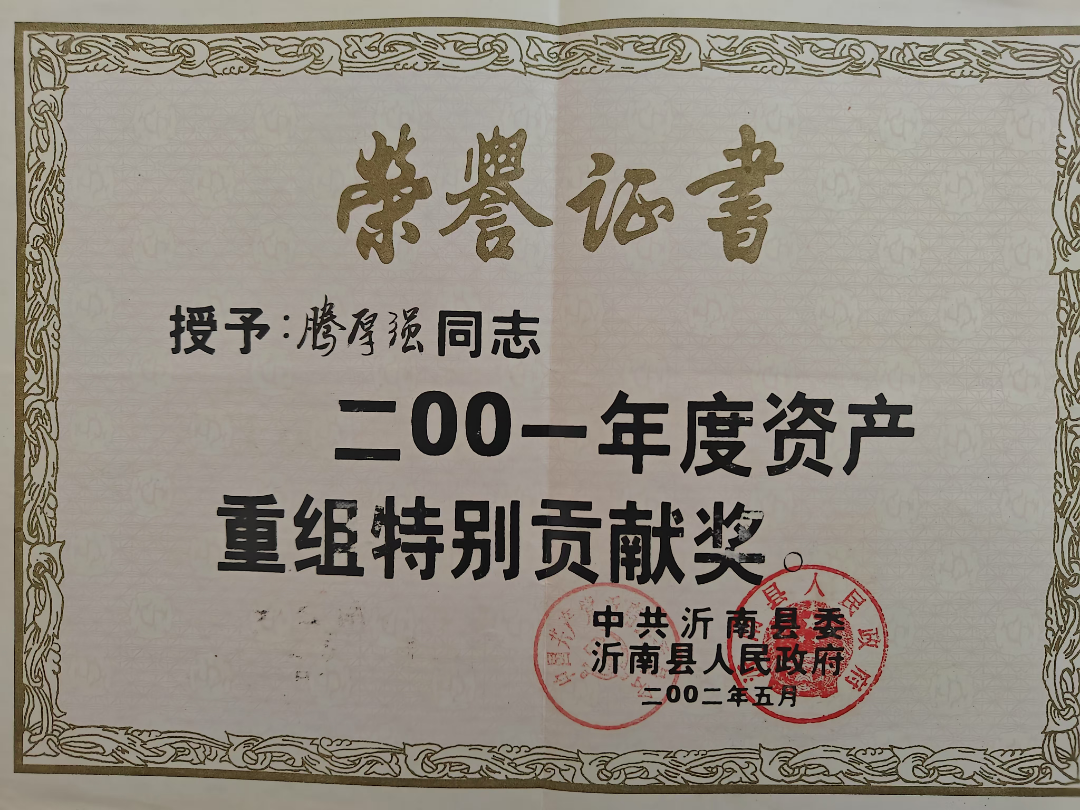 荣誉证书
授予：腾厚强同志
二00一年度资产
重组特别贡献奖。
中共沂南县委
沂南县人民政府
二00二年五月